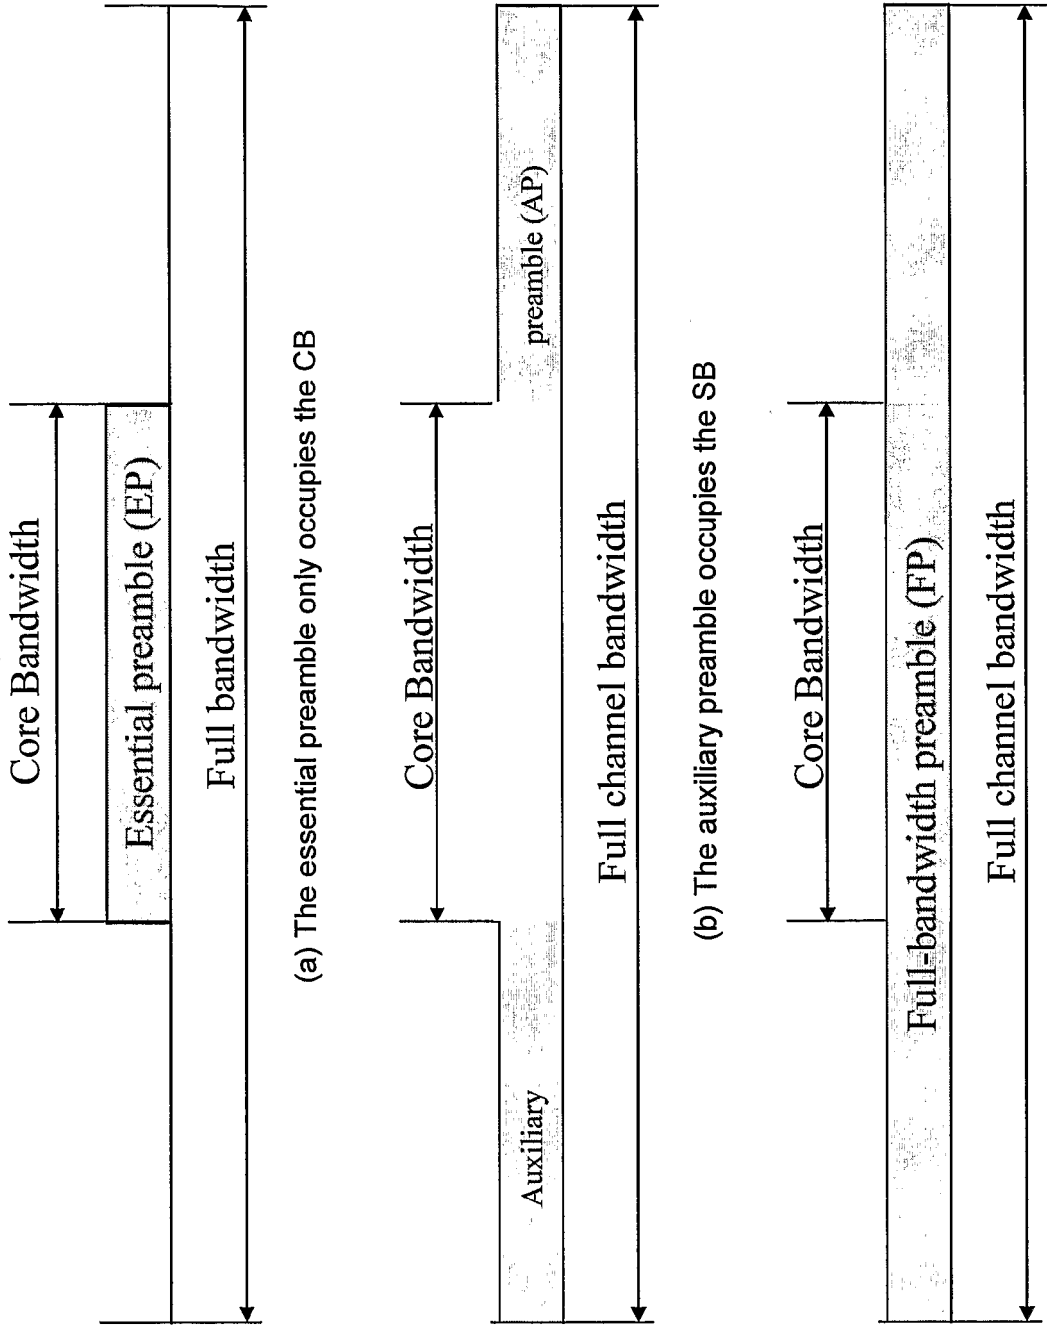 Core Bandwidth
Essential preamble (EP)
Full bandwidth
(a) The essential preamble only occupies the CB
Core Bandwidth
Auxiliary
preamble (AP)
Full channel bandwidth
(b) The auxiliary preamble occupies the SB
Core Bandwidth
Full-bandwidth preamble (FP)
Full channel bandwidth